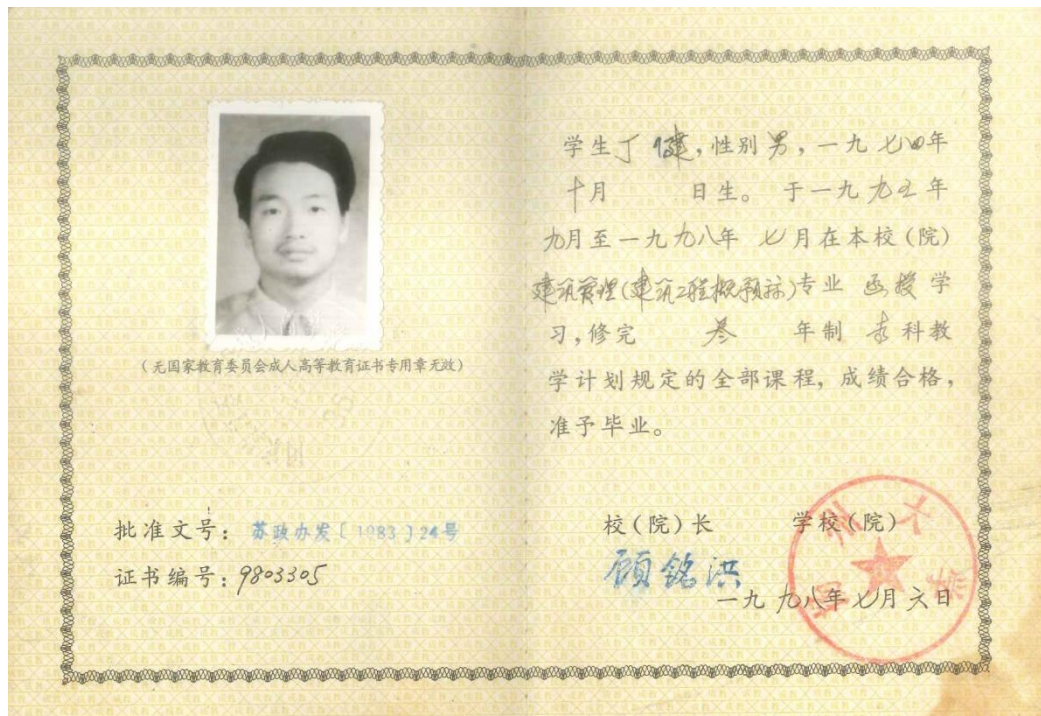 (无国家教育委员会成人高等教育证书专用章无效)
批准文号：苏政办发〔1983〕24号
证书编号：9803305
学生丁健，性别男，一九七四年
十月 日生。于一九九五年
九月至一九九八年 七月在本校(院)
建筑管理(建筑工程概预算)专业 函授学
习，修完 叁 年制 专科教
学计划规定的全部课程，成绩合格，
准予毕业。
校(院)长 学校(院)
顾铭洪
一九九八年七月六日
大学